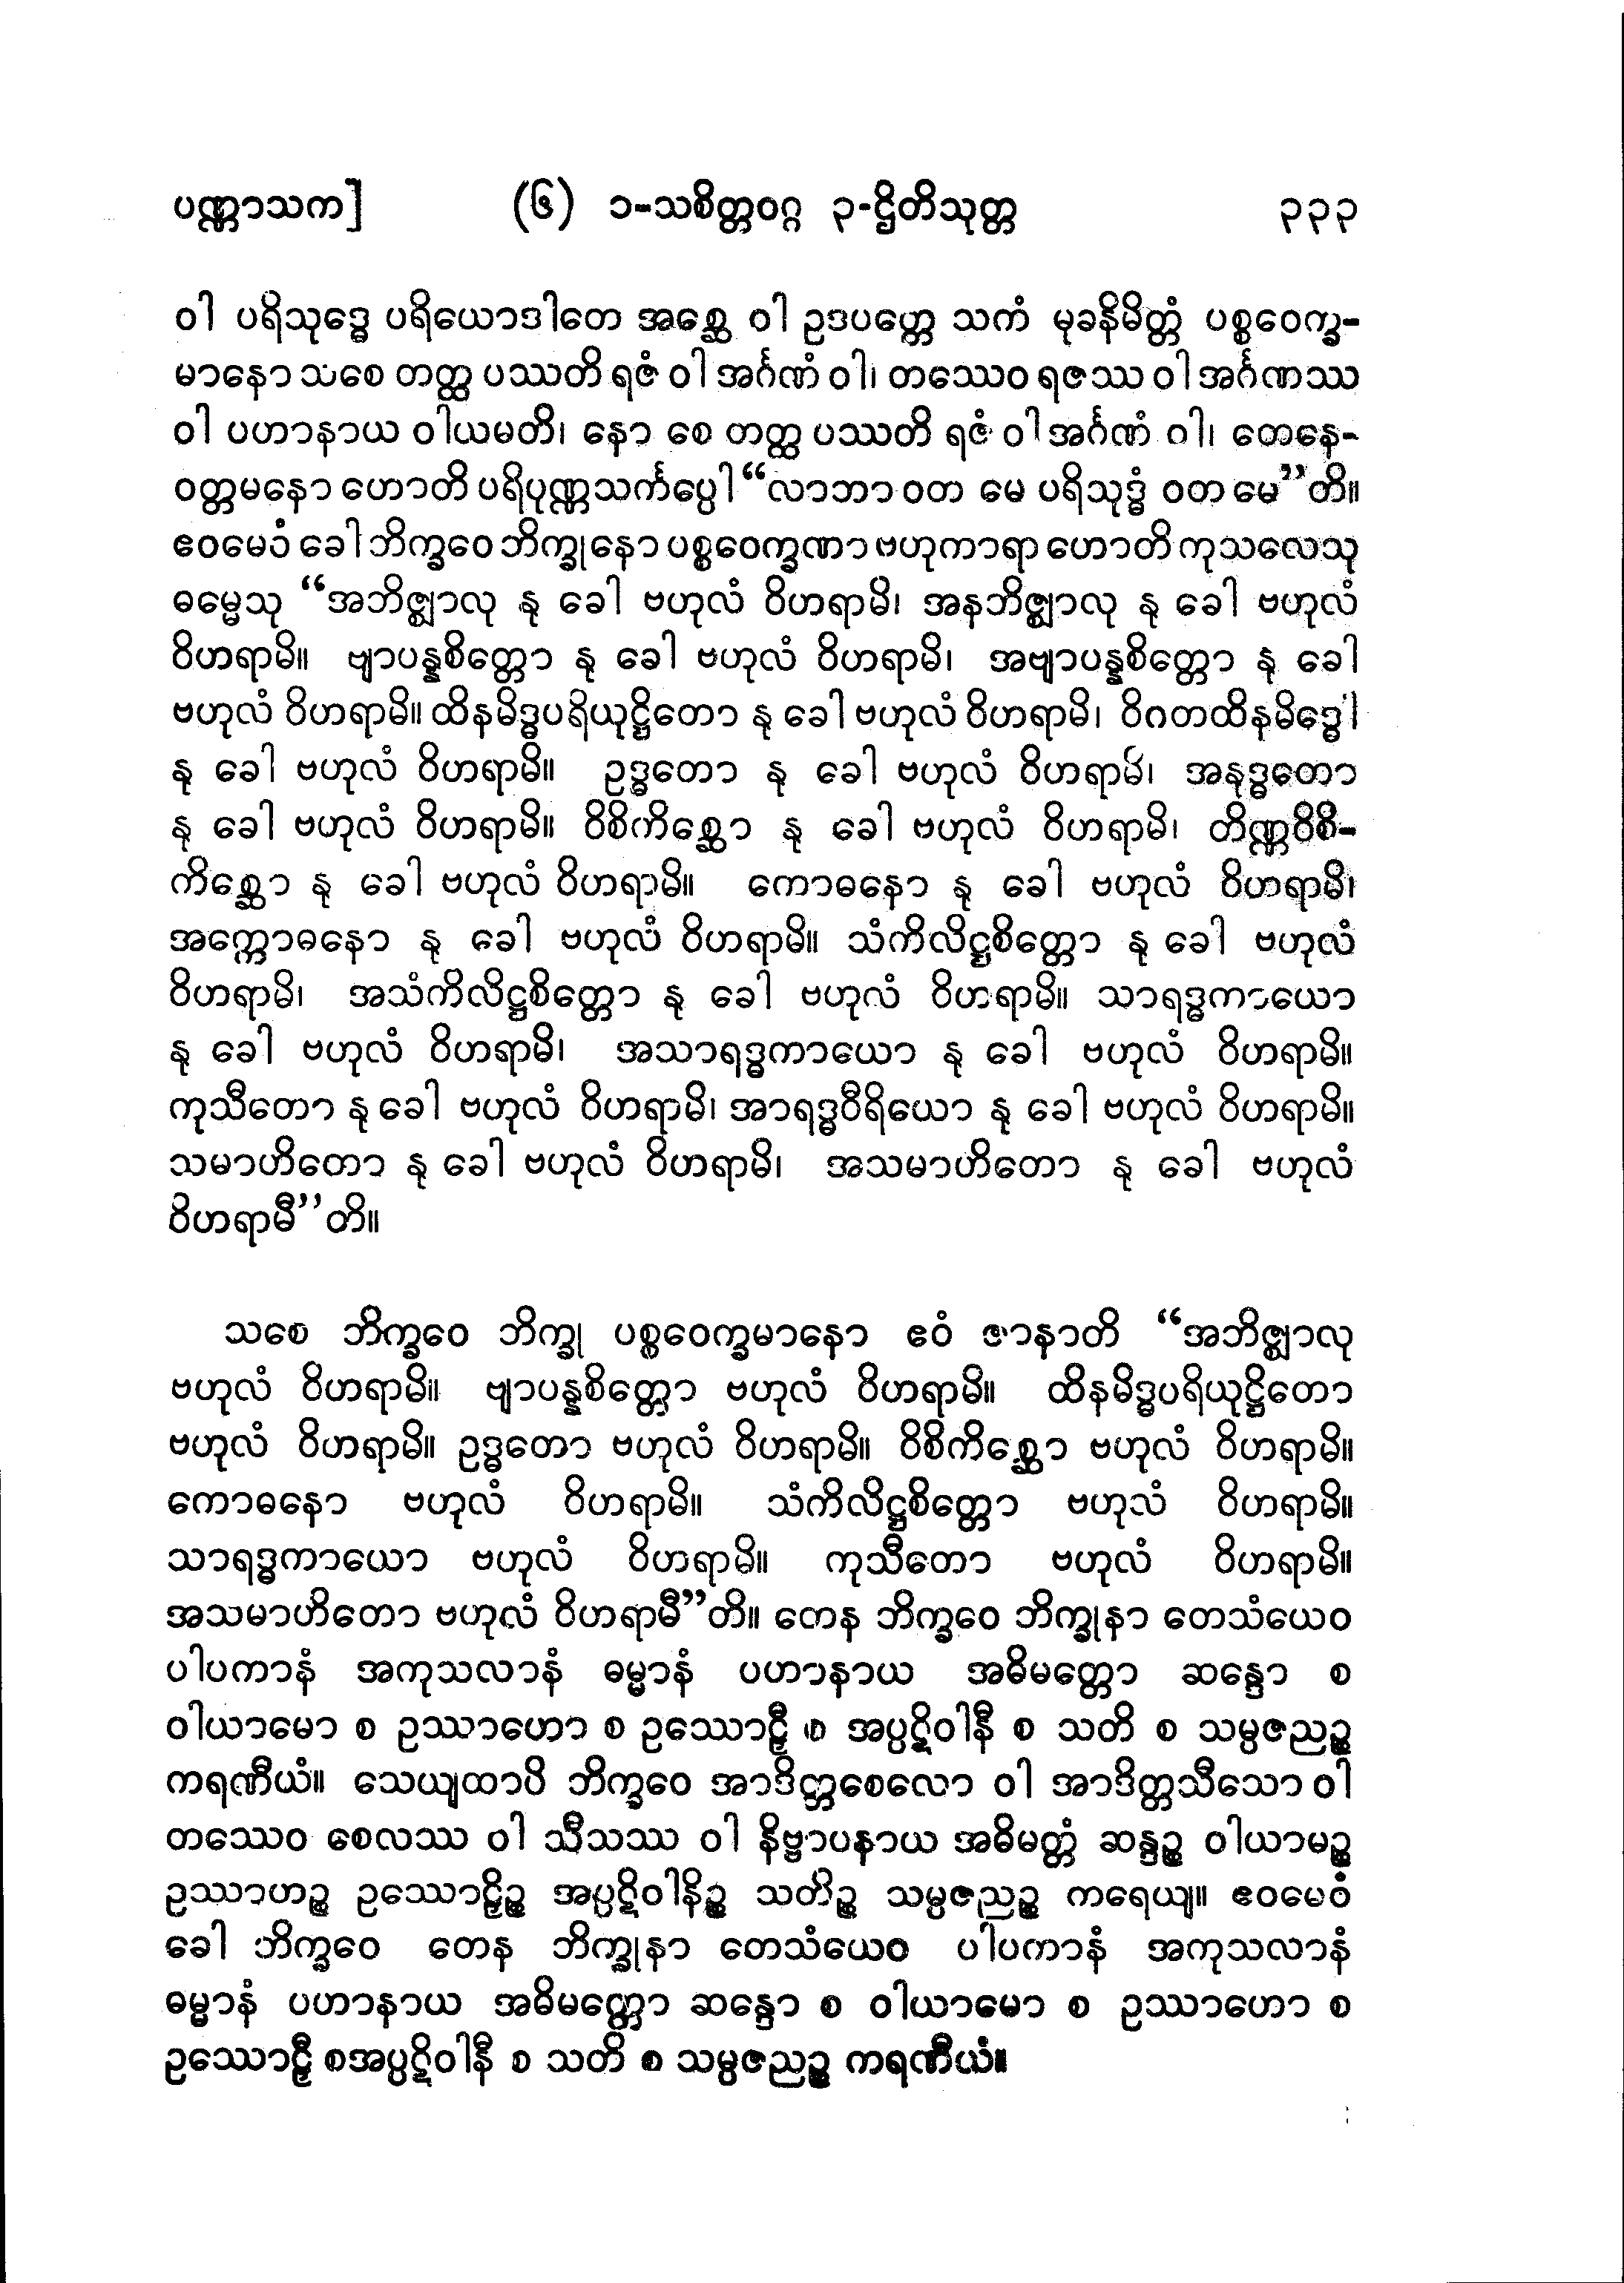 ပဏ္ဏာသက] (၆) ၁-သစိတ္တဝဂ္ဂ ၃-ဌိတိသုတ္တ ၃၃၃
ဝါ ပရိသုဒ္ဓေ ပရိယောဒါတေ အစ္ဆေ ဝါ ဥဒပတ္တေ သကံ မုခနိမိတ္တံ ပစ္စဝေက္ခ-
မာနော သစေ တတ္ထ ပဿတိ ရဇံ ဝါ အင်္ဂဏံ ဝါ၊ တဿေဝ ရဇဿ ဝါ အင်္ဂဏဿ
ဝါ ပဟာနာယ ဝါယမတိ၊ နော စေ တတ္ထ ပဿတိ ရဇံ ဝါ အင်္ဂဏံ ဝါ၊ တေနေ-
ဝတ္တမနော ဟောတိ ပရိပုဏ္ဏသင်္ကပ္ပေါ “လာဘာ ဝတ မေ ပရိသုဒ္ဓံ ဝတ မေ”တိ။
ဧဝမေဝံ ခေါ ဘိက္ခဝေ ဘိက္ခုနော ပစ္စဝေက္ခဏာ ဗဟုကာရာ ဟောတိ ကုသလေသု
ဓမ္မေသု “အဘိဇ္ဈာလု နု ခေါ ဗဟုလံ ဝိဟရာမိ၊ အနဘိဇ္ဈာလု နု ခေါ ဗဟုလံ
ဝိဟရာမိ။ ဗျာပန္နစိတ္တော နု ခေါ ဗဟုလံ ဝိဟရာမိ၊ အဗျာပန္နစိတ္တော နု ခေါ
ဗဟုလံ ဝိဟရာမိ။ ထိနမိဒ္ဓပရိယုဋ္ဌိတော နု ခေါ ဗဟုလံ ဝိဟရာမိ၊ ဝိဂတထိနမိဒ္ဓေါ
နု ခေါ ဗဟုလံ ဝိဟရာမိ။ ဥဒ္ဓတော နု ခေါ ဗဟုလံ ဝိဟရာမိ၊ အနုဒ္ဓတော
နု ခေါ ဗဟုလံ ဝိဟရာမိ။ ဝိစိကိစ္ဆော နု ခေါ ဗဟုလံ ဝိဟရာမိ၊ တိဏ္ဏဝိစိ-
ကိစ္ဆော နု ခေါ ဗဟုလံ ဝိဟရာမိ။ ကောဓနော နု ခေါ ဗဟုလံ ဝိဟရာမိ၊
အက္ကောဓနော နု ခေါ ဗဟုလံ ဝိဟရာမိ။ သံကိလိဋ္ဌစိတ္တော နု ခေါ ဗဟုလံ
ဝိဟရာမိ၊ အသံကိလိဋ္ဌစိတ္တော နု ခေါ ဗဟုလံ ဝိဟရာမိ။ သာရဒ္ဓကာယော
နု ခေါ ဗဟုလံ ဝိဟရာမိ၊ အသာရဒ္ဓကာယော နု ခေါ ဗဟုလံ ဝိဟရာမိ။
ကုသီတော နု ခေါ ဗဟုလံ ဝိဟရာမိ၊ အာရဒ္ဓဝီရိယော နု ခေါ ဗဟုလံ ဝိဟရာမိ။
သမာဟိတော နု ခေါ ဗဟုလံ ဝိဟရာမိ၊ အသမာဟိတော နု ခေါ ဗဟုလံ
ဝိဟရာမီ”တိ။
သစေ ဘိက္ခဝေ ဘိက္ခု ပစ္စဝေက္ခမာနော ဧဝံ ဇာနာတိ “အဘိဇ္ဈာလု
ဗဟုလံ ဝိဟရာမိ။ ဗျာပန္နစိတ္တော ဗဟုလံ ဝိဟရာမိ။ ထိနမိဒ္ဓပရိယုဋ္ဌိတော
ဗဟုလံ ဝိဟရာမိ။ ဥဒ္ဓတော ဗဟုလံ ဝိဟရာမိ။ ဝိစိကိစ္ဆော ဗဟုလံ ဝိဟရာမိ။
ကောဓနော ဗဟုလံ ဝိဟရာမိ။ သံကိလိဋ္ဌစိတ္တော ဗဟုလံ ဝိဟရာမိ။
သာရဒ္ဓကာယော ဗဟုလံ ဝိဟရာမိ။ ကုသီတော ဗဟုလံ ဝိဟရာမိ။
အသမာဟိတော ဗဟုလံ ဝိဟရာမီ”တိ။ တေန ဘိက္ခဝေ ဘိက္ခုနာ တေသံယေဝ
ပါပကာနံ အကုသလာနံ ဓမ္မာနံ ပဟာနာယ အဓိမတ္တော ဆန္ဒော စ
ဝါယာမော စ ဥဿာဟော စ ဥဿောဠှီ စ အပ္ပဋိဝါနီ စ သတိ စ သမ္ပဇညဉ္စ
ကရဏီယံ။ သေယျထာပိ ဘိက္ခဝေ အာဒိတ္တစေလော ဝါ အာဒိတ္တသီသော ဝါ
တဿေဝ စေလဿ ဝါ သီသဿ ဝါ နိဗ္ဗာပနာယ အဓိမတ္တံ ဆန္ဒဉ္စ ဝါယာမဉ္စ
ဥဿာဟဉ္စ ဥဿောဠှိဉ္စ အပ္ပဋိဝါနိဉ္စ သတိဉ္စ သမ္ပဇညဉ္စ ကရေယျ။ ဧဝမေဝံ
ခေါ ဘိက္ခဝေ တေန ဘိက္ခုနာ တေသံယေဝ ပါပကာနံ အကုသလာနံ
ဓမ္မာနံ ပဟာနာယ အဓိမတ္တော ဆန္ဒော စ ဝါယာမော စ ဥဿာဟော စ
ဥဿောဠှီ စအပ္ပဋိဝါနီ စ သတိ စ သမ္ပဇညဉ္စ ကရဏီယံ။